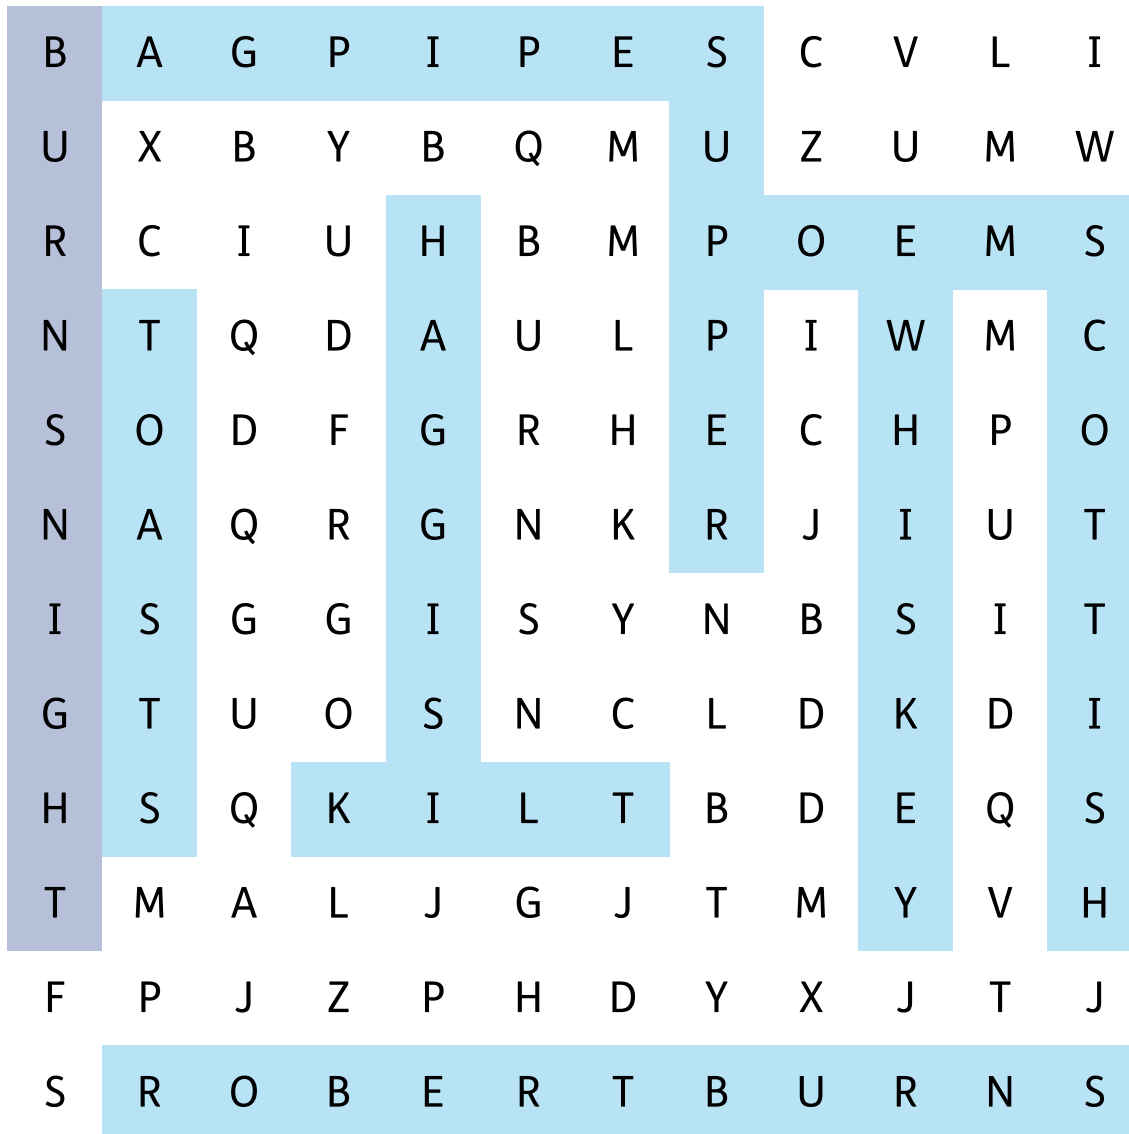 B A G P I P E S C V L I
U X B Y B Q M U Z U M W
R C I U H B M P O E M S
N T Q D A U L P I W M C
S O D F G R H E C H P O
N A Q R G N K R J I U T
I S G G I S Y N B S I T
G T U O S N C L D K D I
H S Q K I L T B D E Q S
T M A L J G J T M Y V H
F P J Z P H D Y X J T J
S R O B E R T B U R N S